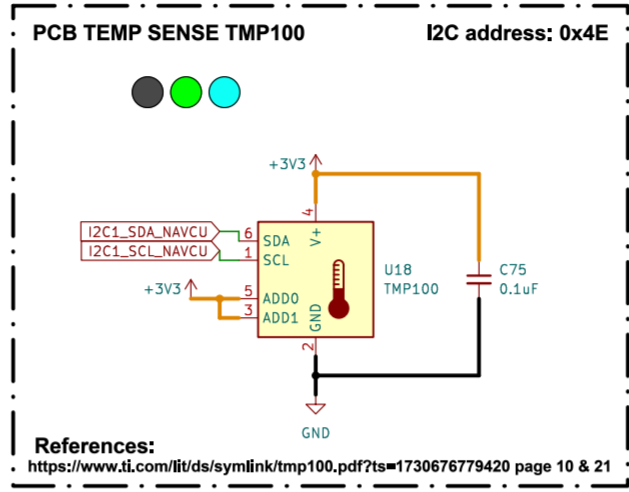 PCB TEMP SENSE TMP100 I2C address: 0x4E
+3V3
4
I2C1_SDA_NAVCU 6 SDA V+
I2C1_SCL_NAVCU 1 SCL
U18 C75
+3V3 5 ADD0 TMP100 0.1uF
3 ADD1 GND
2
GND
References:
https://www.ti.com/lit/ds/symlink/tmp100.pdf?ts=1730676779420 page 10 & 21